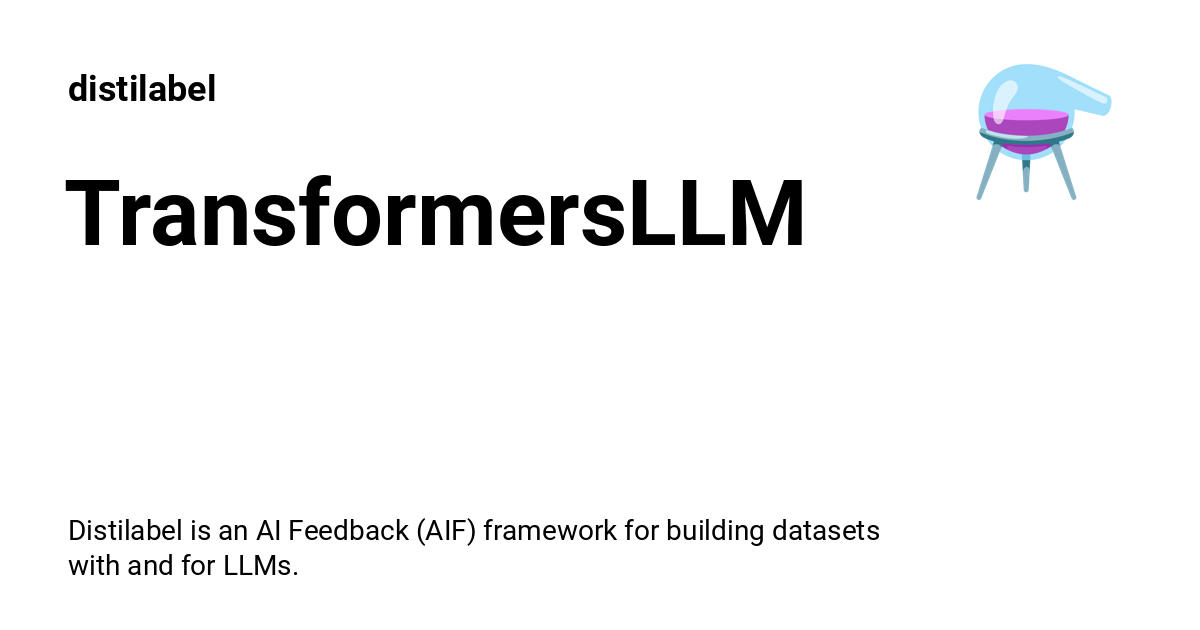 distilabel
TransformersLLM
Distilabel is an AI Feedback (AIF) framework for building datasets
with and for LLMs.